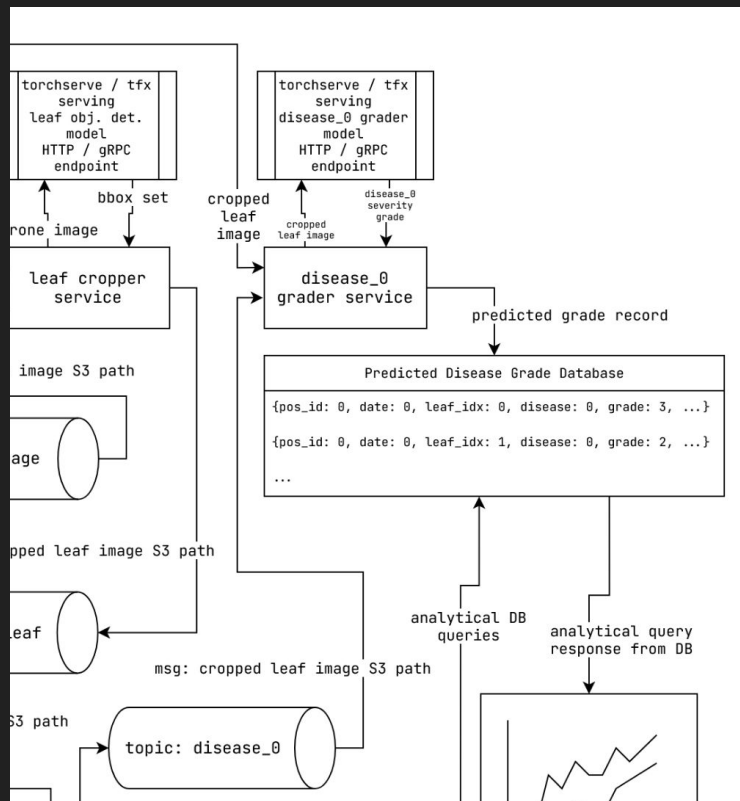 torchserve / tfx
serving
leaf obj. det.
model
HTTP / gRPC
endpoint
torchserve / tfx
serving
disease_0 grader
model
HTTP / gRPC
endpoint
bbox set
rone image
cropped
leaf
image
cropped
leaf image
disease_0
severity
grade
leaf cropper
service
disease_0
grader service
predicted grade record
image S3 path
Predicted Disease Grade Database
{pos_id: 0, date: 0, leaf_idx: 0, disease: 0, grade: 3, ...}
{pos_id: 0, date: 0, leaf_idx: 1, disease: 0, grade: 2, ...}
...
age
pped leaf image S3 path
eaf
analytical DB
queries
analytical query
response from DB
msg: cropped leaf image S3 path
S3 path
topic: disease_0